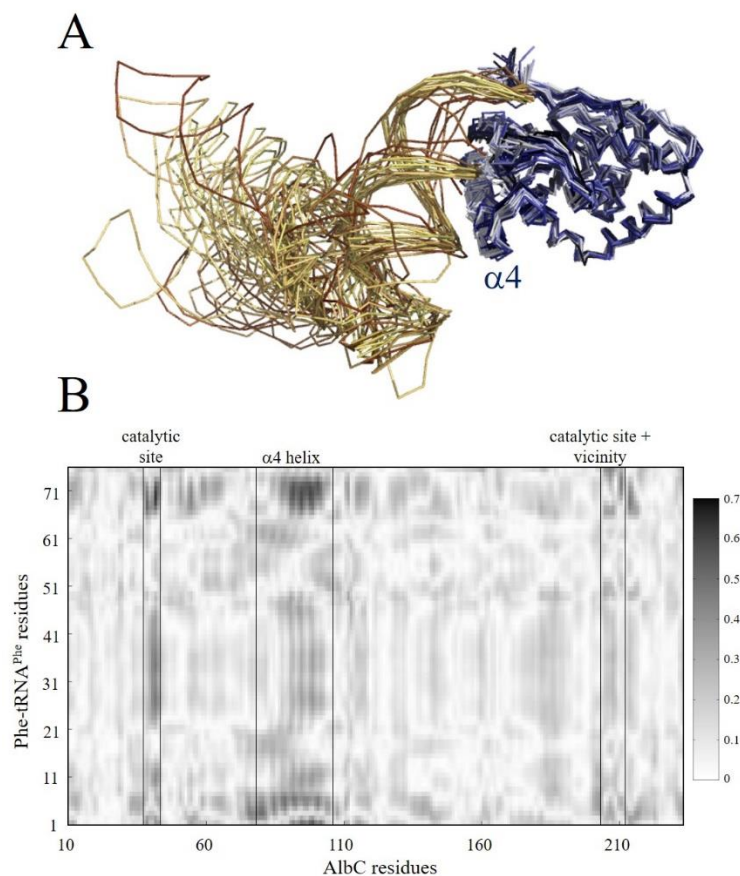 A
α4
B
catalytic
site
α4 helix
catalytic site +
vicinity
Phe-tRNAᴾʰᵉ residues
71
61
51
41
31
21
11
1
10
60
110
160
210
AlbC residues
0.7
0.6
0.5
0.4
0.3
0.2
0.1
0